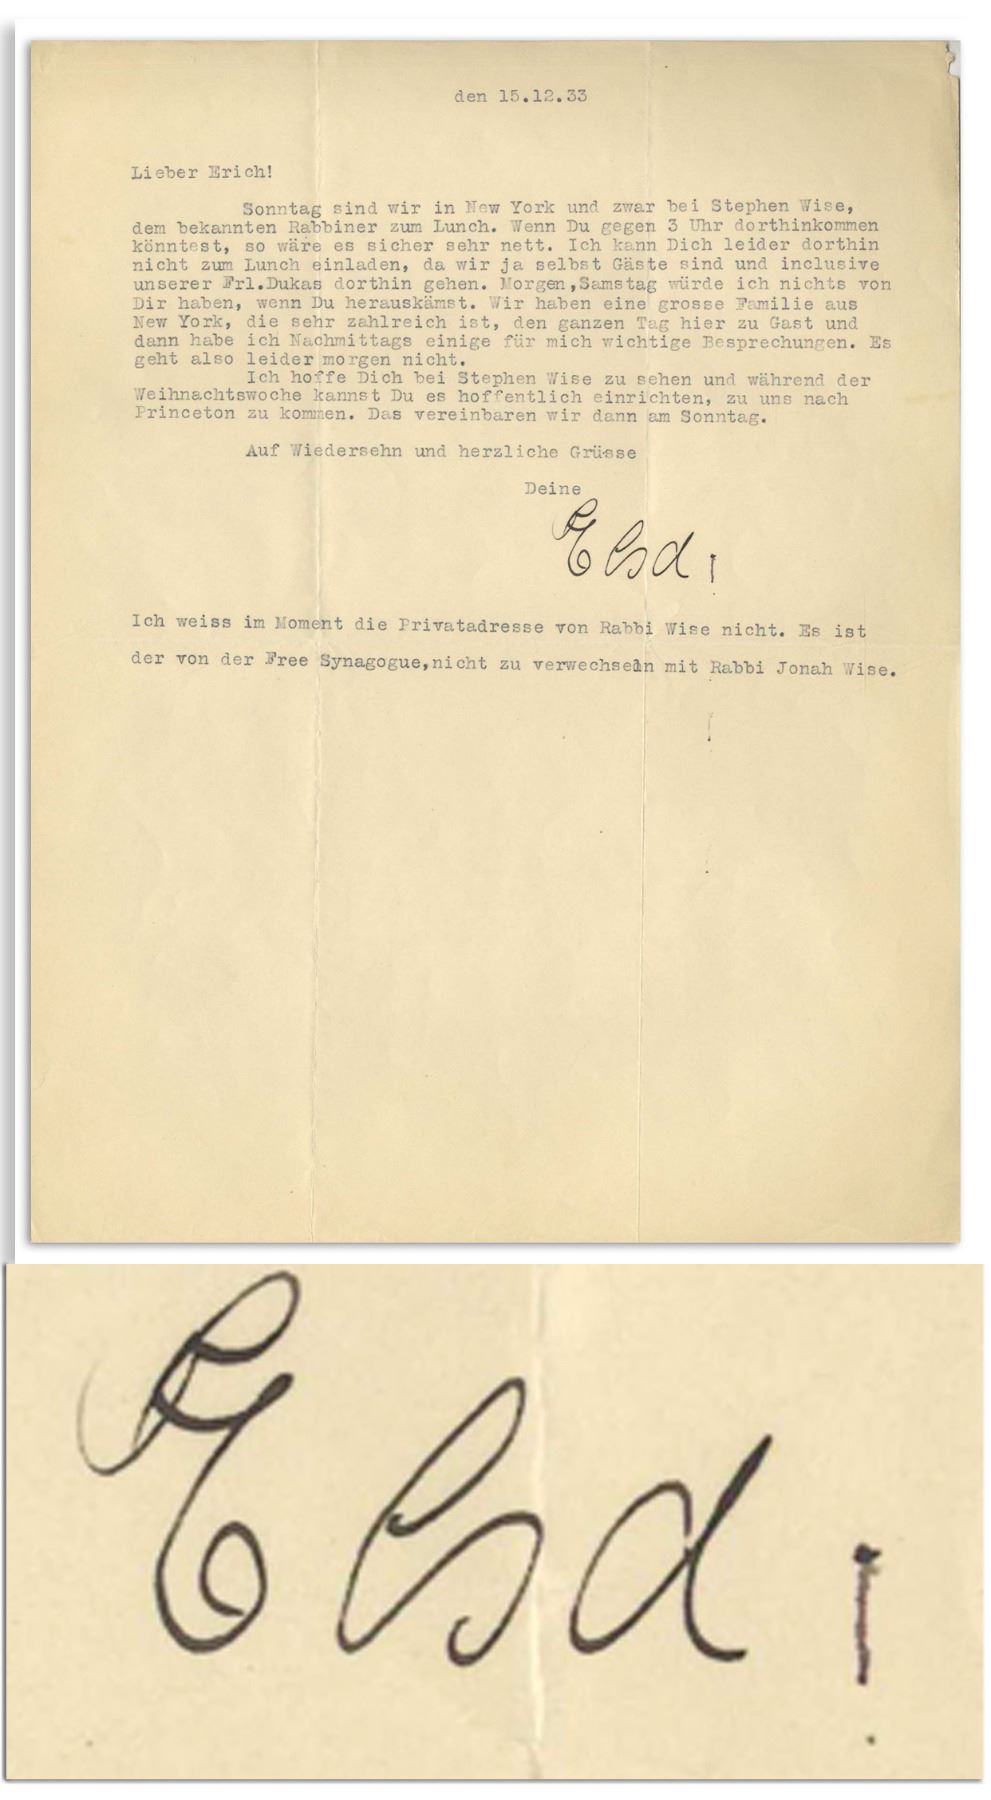 den 15.12.33
Lieber Erich!
Sonntag sind wir in New York und zwar bei Stephen Wise,
dem bekannten Rabbiner zum Lunch. Wenn Du gegen 3 Uhr dorthinkommen
könntest, so wäre es sicher sehr nett. Ich kann Dich leider dorthin
nicht zum Lunch einladen, da wir ja selbst Gäste sind und inclusive
unserer Frl.Dukas dorthin gehen. Morgen,Samstag würde ich nichts von
Dir haben, wenn Du herauskämst. Wir haben eine grosse Familie aus
New York, die sehr zahlreich ist, den ganzen Tag hier zu Gast und
dann habe ich Nachmittags einige für mich wichtige Besprechungen. Es
geht also leider morgen nicht.
Ich hoffe Dich bei Stephen Wise zu sehen und während der
Weihnachtswoche kannst Du es hoffentlich einrichten, zu uns nach
Princeton zu kommen. Das vereinbaren wir dann am Sonntag.
Auf Wiedersehn und herzliche Grüsse
Deine
Elsa
Ich weiss im Moment die Privatadresse von Rabbi Wise nicht. Es ist
der von der Free Synagogue,nicht zu verwechseln mit Rabbi Jonah Wise.
Elsa